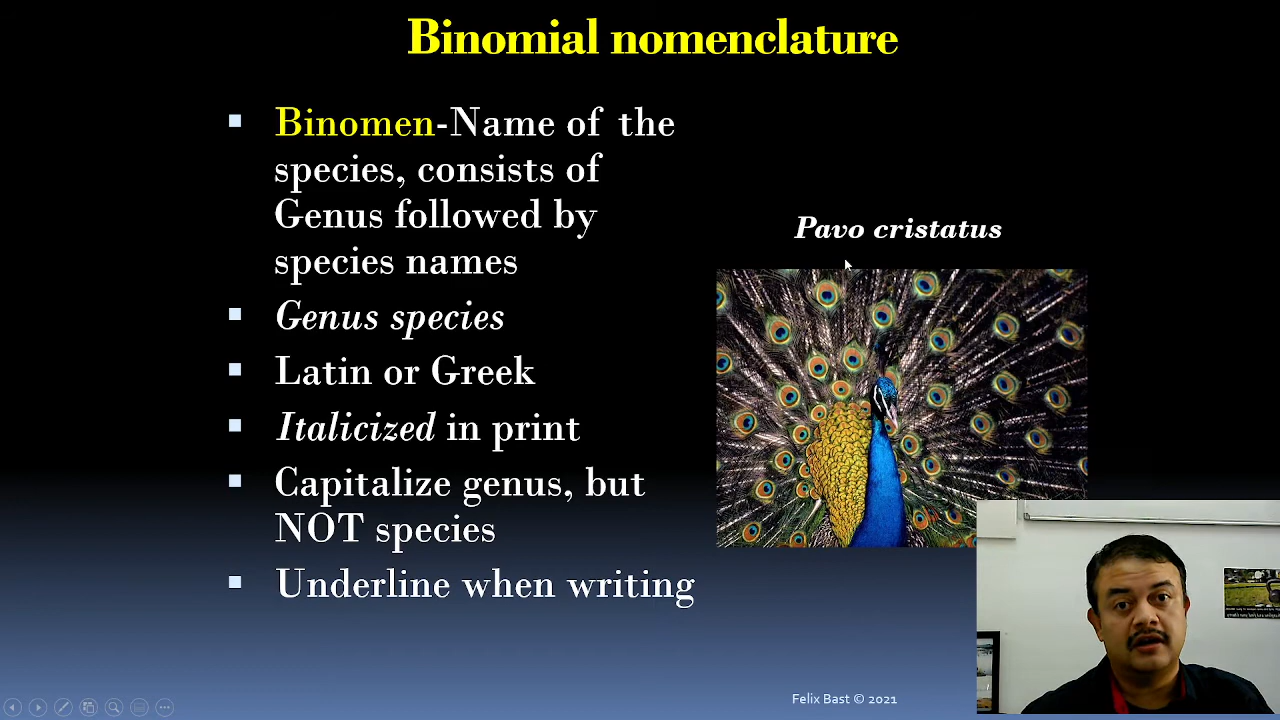 Binomial nomenclature
Binomen-Name of the
species, consists of
Genus followed by
species names
Genus species
Latin or Greek
Italicized in print
Capitalize genus, but
NOT species
Underline when writing
Pavo cristatus
Felix Bast © 2021